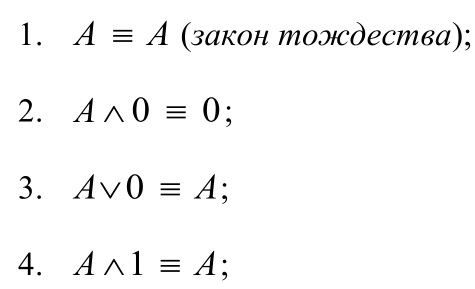 1. A ≡ A (закон тождества);
2. A ∧ 0 ≡ 0;
3. A ∨ 0 ≡ A;
4. A ∧ 1 ≡ A;